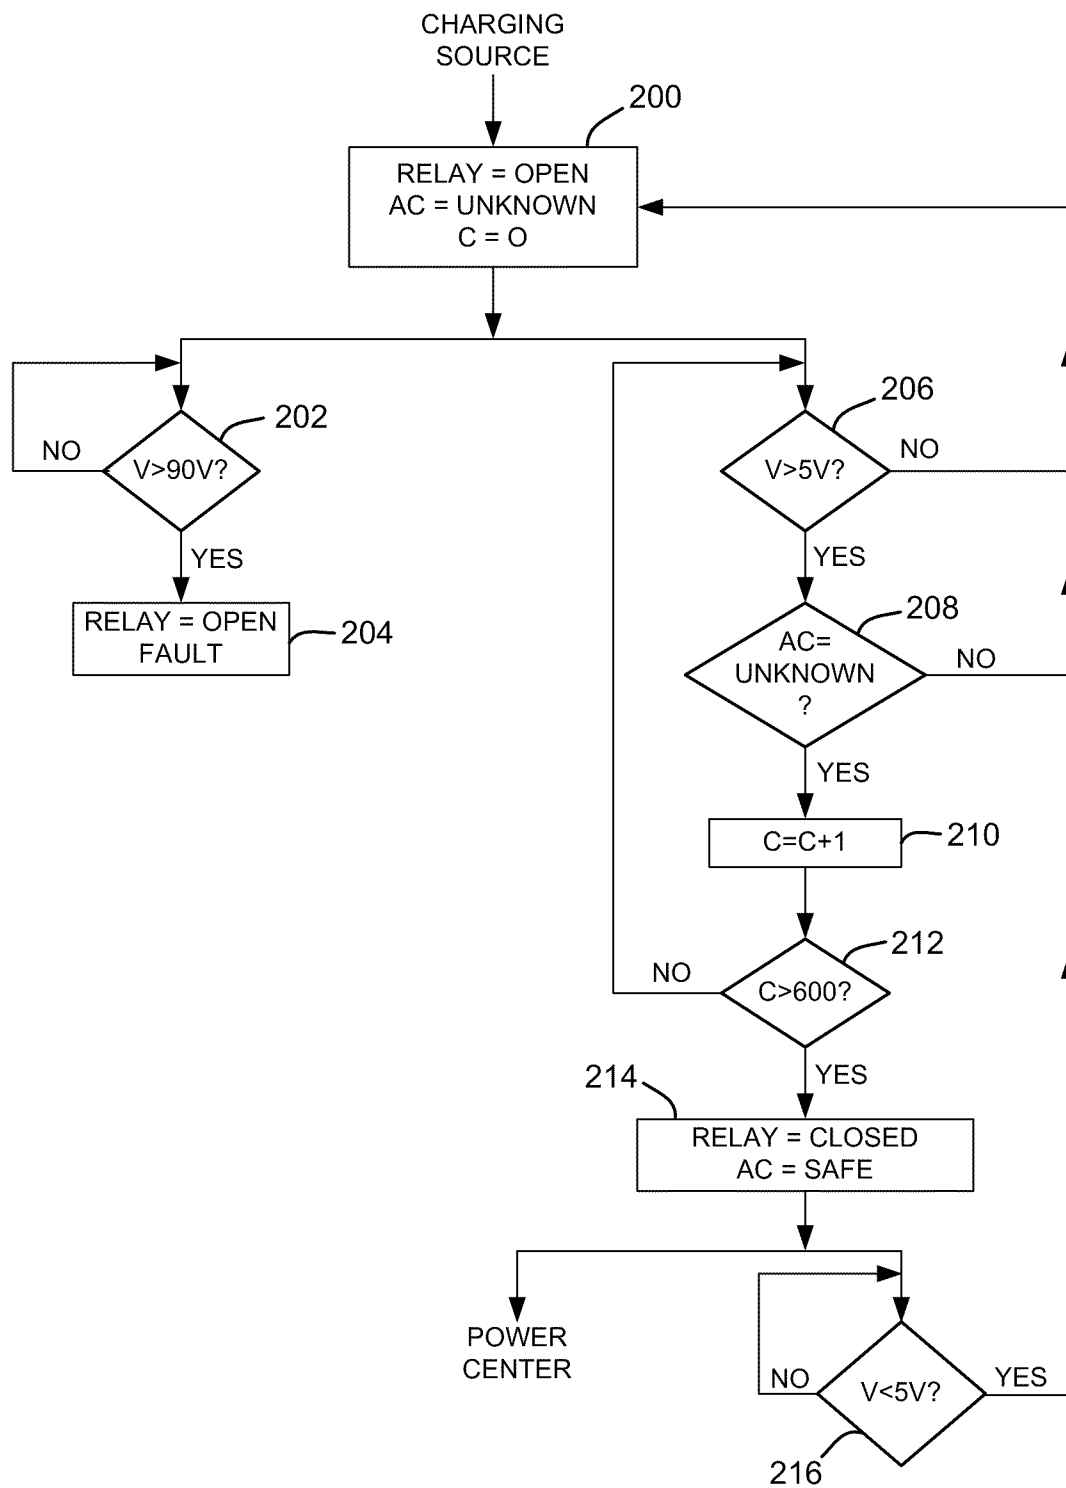 CHARGING
SOURCE
200
RELAY = OPEN
AC = UNKNOWN
C = O
206
202
NO
V>90V?
V>5V?
NO
YES
YES
208
RELAY = OPEN
FAULT
204
AC=
UNKNOWN
?
NO
YES
C=C+1
210
212
NO
C>600?
YES
214
RELAY = CLOSED
AC = SAFE
POWER
CENTER
NO
V<5V?
YES
216